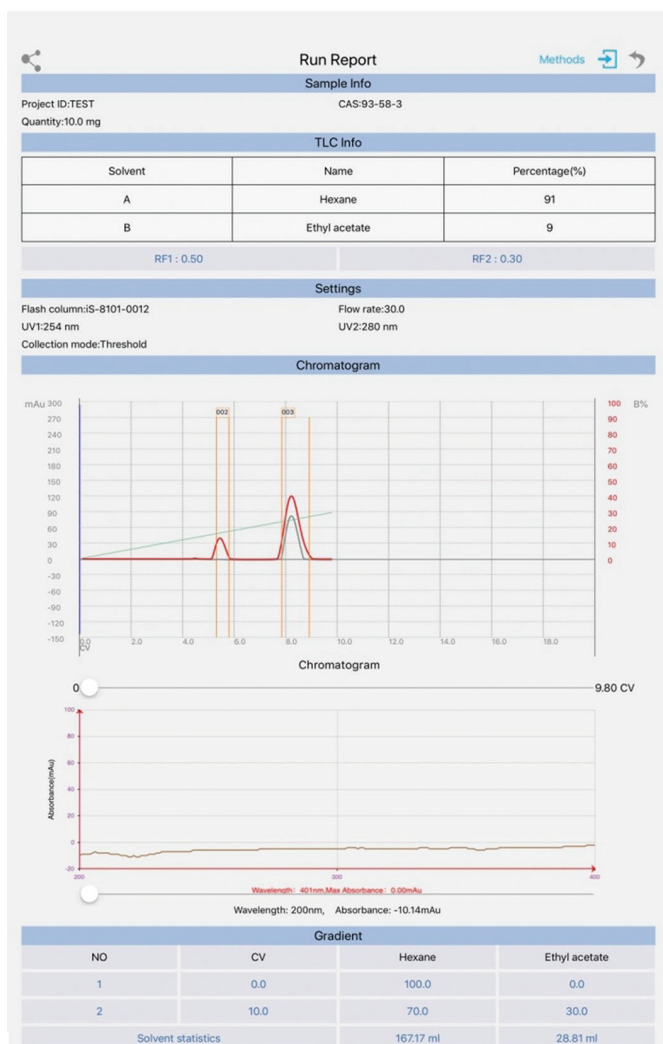 Run Report
Methods
Sample Info
Project ID:TEST CAS:93-58-3
Quantity:10.0 mg
TLC Info
Solvent Name Percentage(%)
A Hexane 91
B Ethyl acetate 9
RF1 : 0.50 RF2 : 0.30
Settings
Flash column:iS-8101-0012 Flow rate:30.0
UV1:254 nm UV2:280 nm
Collection mode:Threshold
Chromatogram
mAu 300 100 B%
002 003
270 90
240 80
210 70
180 60
150 50
120 40
90 30
60 20
30 10
0 0
-30
-60
-90
-120
-150
0.0 2.0 4.0 6.0 8.0 10.0 12.0 14.0 16.0 18.0
CV
Chromatogram
0 9.80 CV
100
80
60
40
20
0
-20
Absorbance(mAu)
200 300 400
Wavelength: 401nm,Max Absorbance: 0.00mAu
Wavelength: 200nm, Absorbance: -10.14mAu
Gradient
NO CV Hexane Ethyl acetate
1 0.0 100.0 0.0
2 10.0 70.0 30.0
Solvent statistics 167.17 ml 28.81 ml